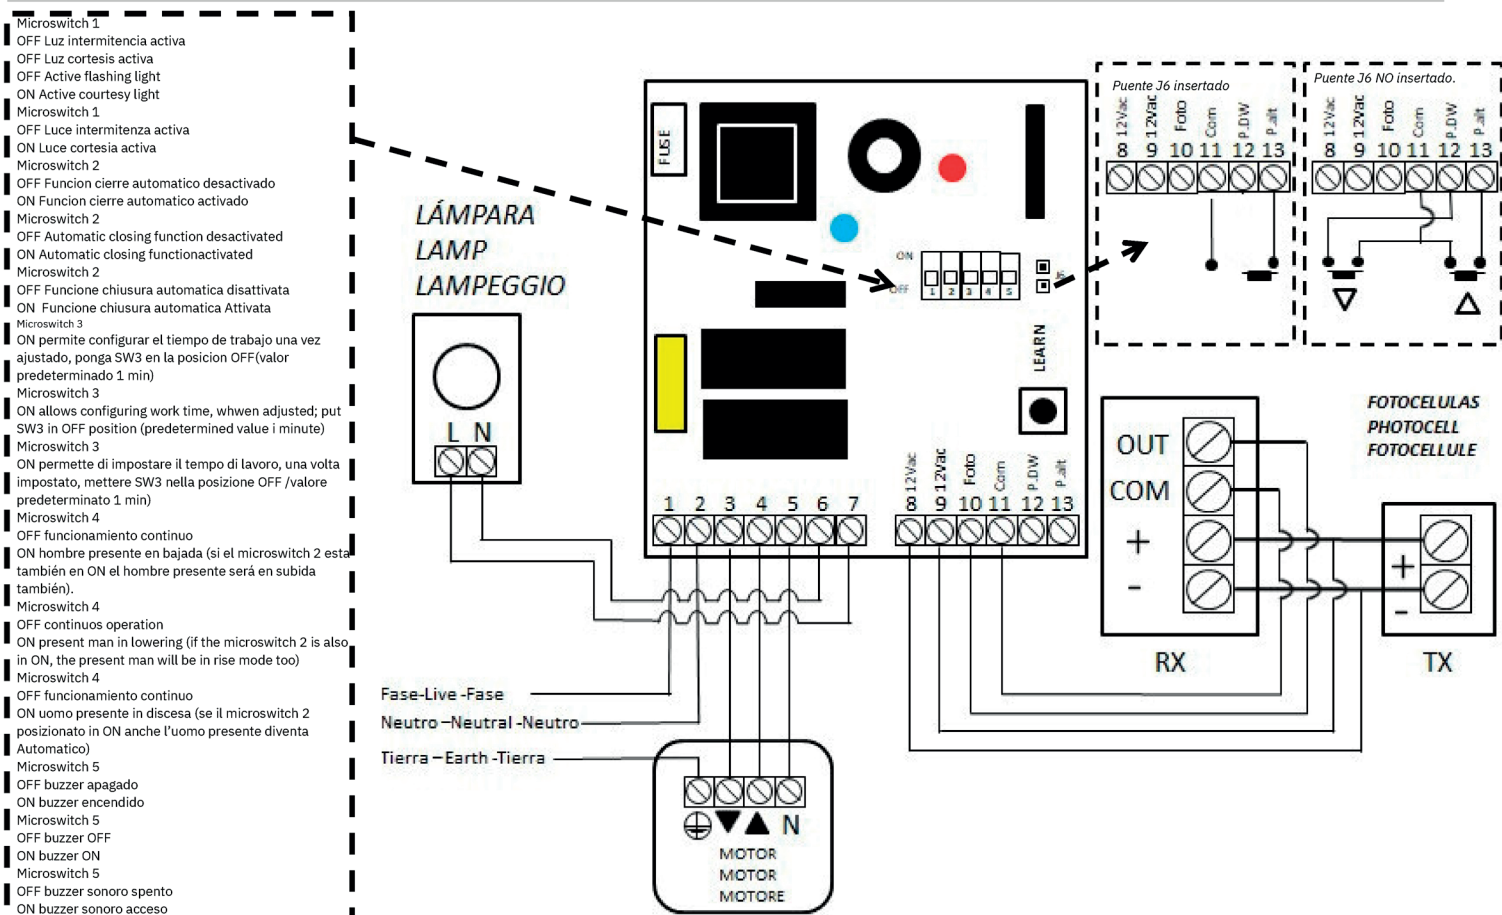 Microswitch 1
OFF Luz intermitencia activa
OFF Luz cortesis activa
OFF Active flashing light
ON Active courtesy light
Microswitch 1
OFF Luce intermitenza activa
ON Luce cortesia activa
Microswitch 2
OFF Funcion cierre automatico desactivado
ON Funcion cierre automatico activado
Microswitch 2
OFF Automatic closing function desactivated
ON Automatic closing functionactivated
Microswitch 2
OFF Funcione chiusura automatica disattivata
ON  Funcione chiusura automatica Attivata
Microswitch 3
ON permite configurar el tiempo de trabajo una vez
ajustado, ponga SW3 en la posicion OFF(valor
predeterminado 1 min)
Microswitch 3
ON allows configuring work time, whwen adjusted; put
SW3 in OFF position (predetermined value i minute)
Microswitch 3
ON permette di impostare il tempo di lavoro, una volta
impostato, mettere SW3 nella posizione OFF /valore
predeterminato 1 min)
Microswitch 4
OFF funcionamiento continuo
ON hombre presente en bajada (si el microswitch 2 esta
también en ON el hombre presente será en subida
también).
Microswitch 4
OFF continuos operation
ON present man in lowering (if the microswitch 2 is also
in ON, the present man will be in rise mode too)
Microswitch 4
OFF funcionamiento continuo
ON uomo presente in discesa (se il microswitch 2
posizionato in ON anche l'uomo presente diventa
Automatico)
Microswitch 5
OFF buzzer apagado
ON buzzer encendido
Microswitch 5
OFF buzzer OFF
ON buzzer ON
Microswitch 5
OFF buzzer sonoro spento
ON buzzer sonoro acceso
LÁMPARA
LAMP
LAMPEGGIO
L N
FUSE
ON
OFF
1 2 3 4 5
J6
LEARN
1 2 3 4 5 6 7
8 9 10 11 12 13
12Vac 12Vac Foto Com P.DW P.alt
Puente J6 insertado
12Vac 12Vac Foto Com P.DW P.alt
8 9 10 11 12 13
Puente J6 NO insertado.
12Vac 12Vac Foto Com P.DW P.alt
8 9 10 11 12 13
FOTOCELULAS
PHOTOCELL
FOTOCELLULE
OUT
COM
+
-
RX
+
-
TX
Fase-Live -Fase
Neutro –Neutral -Neutro
Tierra – Earth -Tierra
N
MOTOR
MOTOR
MOTORE